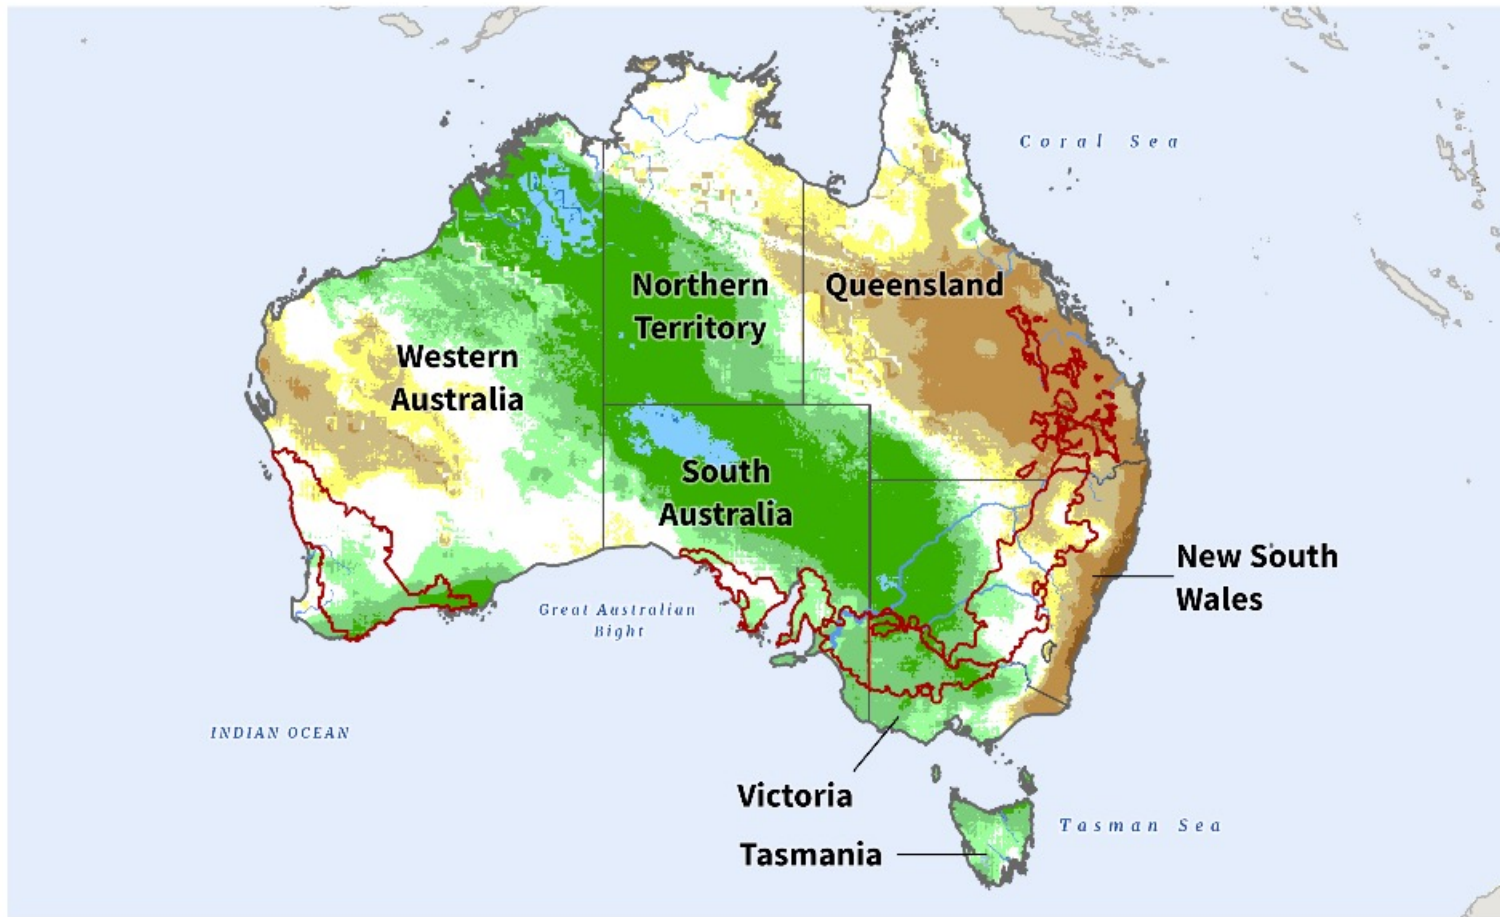 Coral Sea
Northern
Territory
Queensland
Western
Australia
South
Australia
New South
Wales
Great Australian
Bight
INDIAN OCEAN
Victoria
Tasman Sea
Tasmania